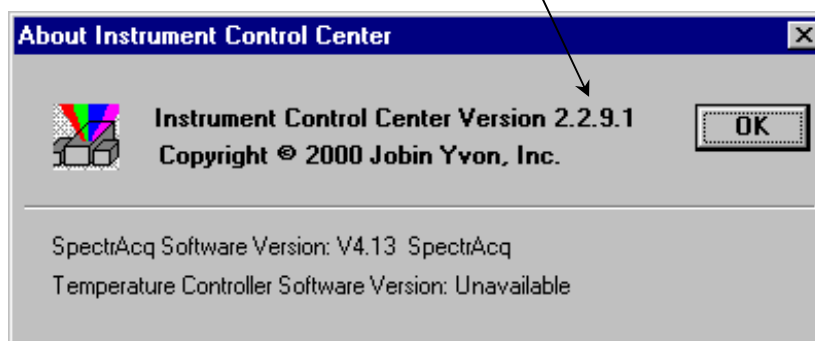 About Instrument Control Center
Instrument Control Center Version 2.2.9.1
Copyright © 2000 Jobin Yvon, Inc.
OK
SpectrAcq Software Version: V4.13 SpectrAcq
Temperature Controller Software Version: Unavailable